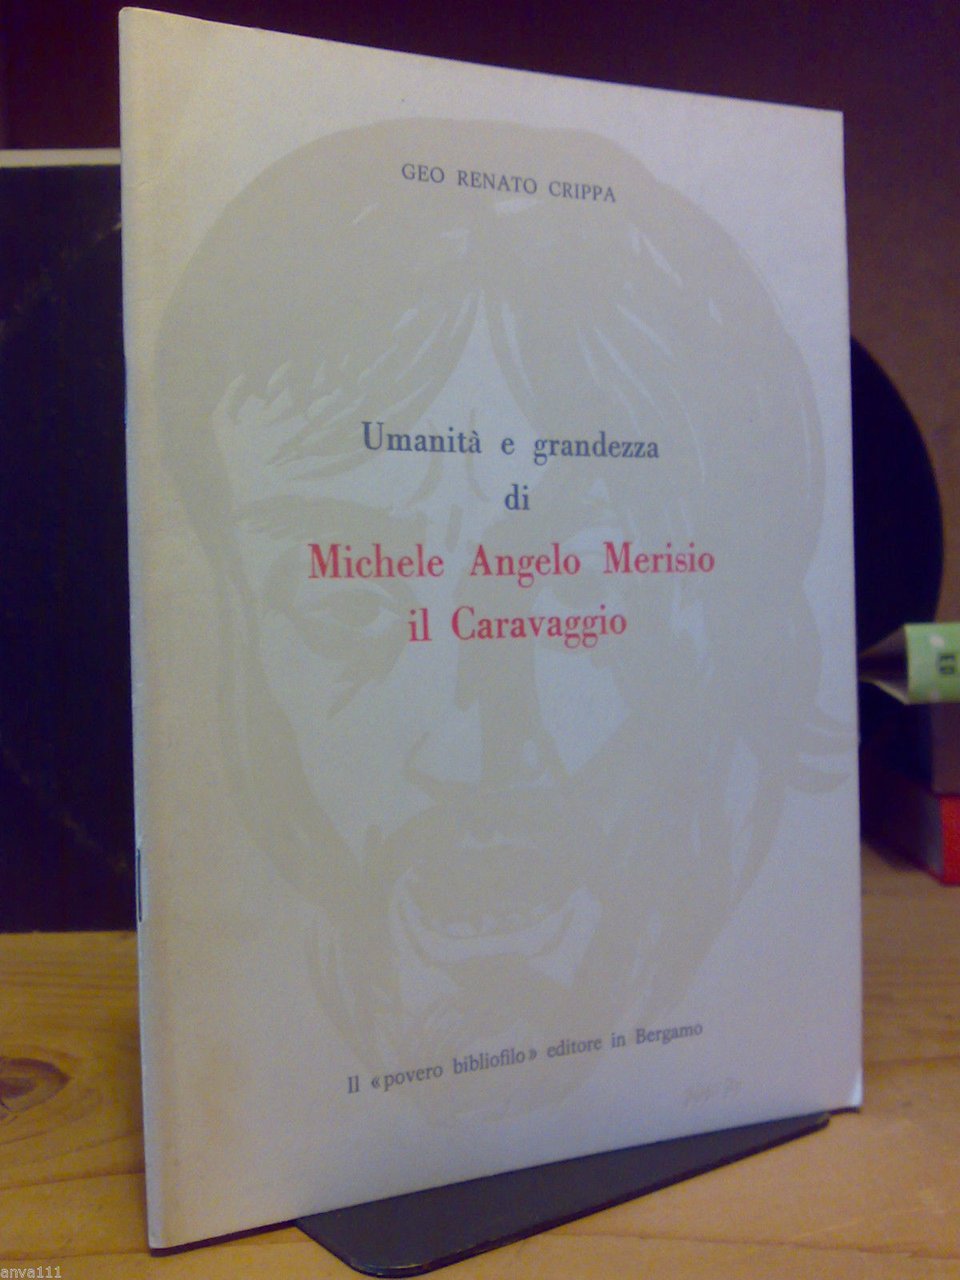 GEO RENATO CRIPPA
Umanità e grandezza
di
Michele Angelo Merisio
il Caravaggio
Il «povero bibliofilo» editore in Bergamo
anva111